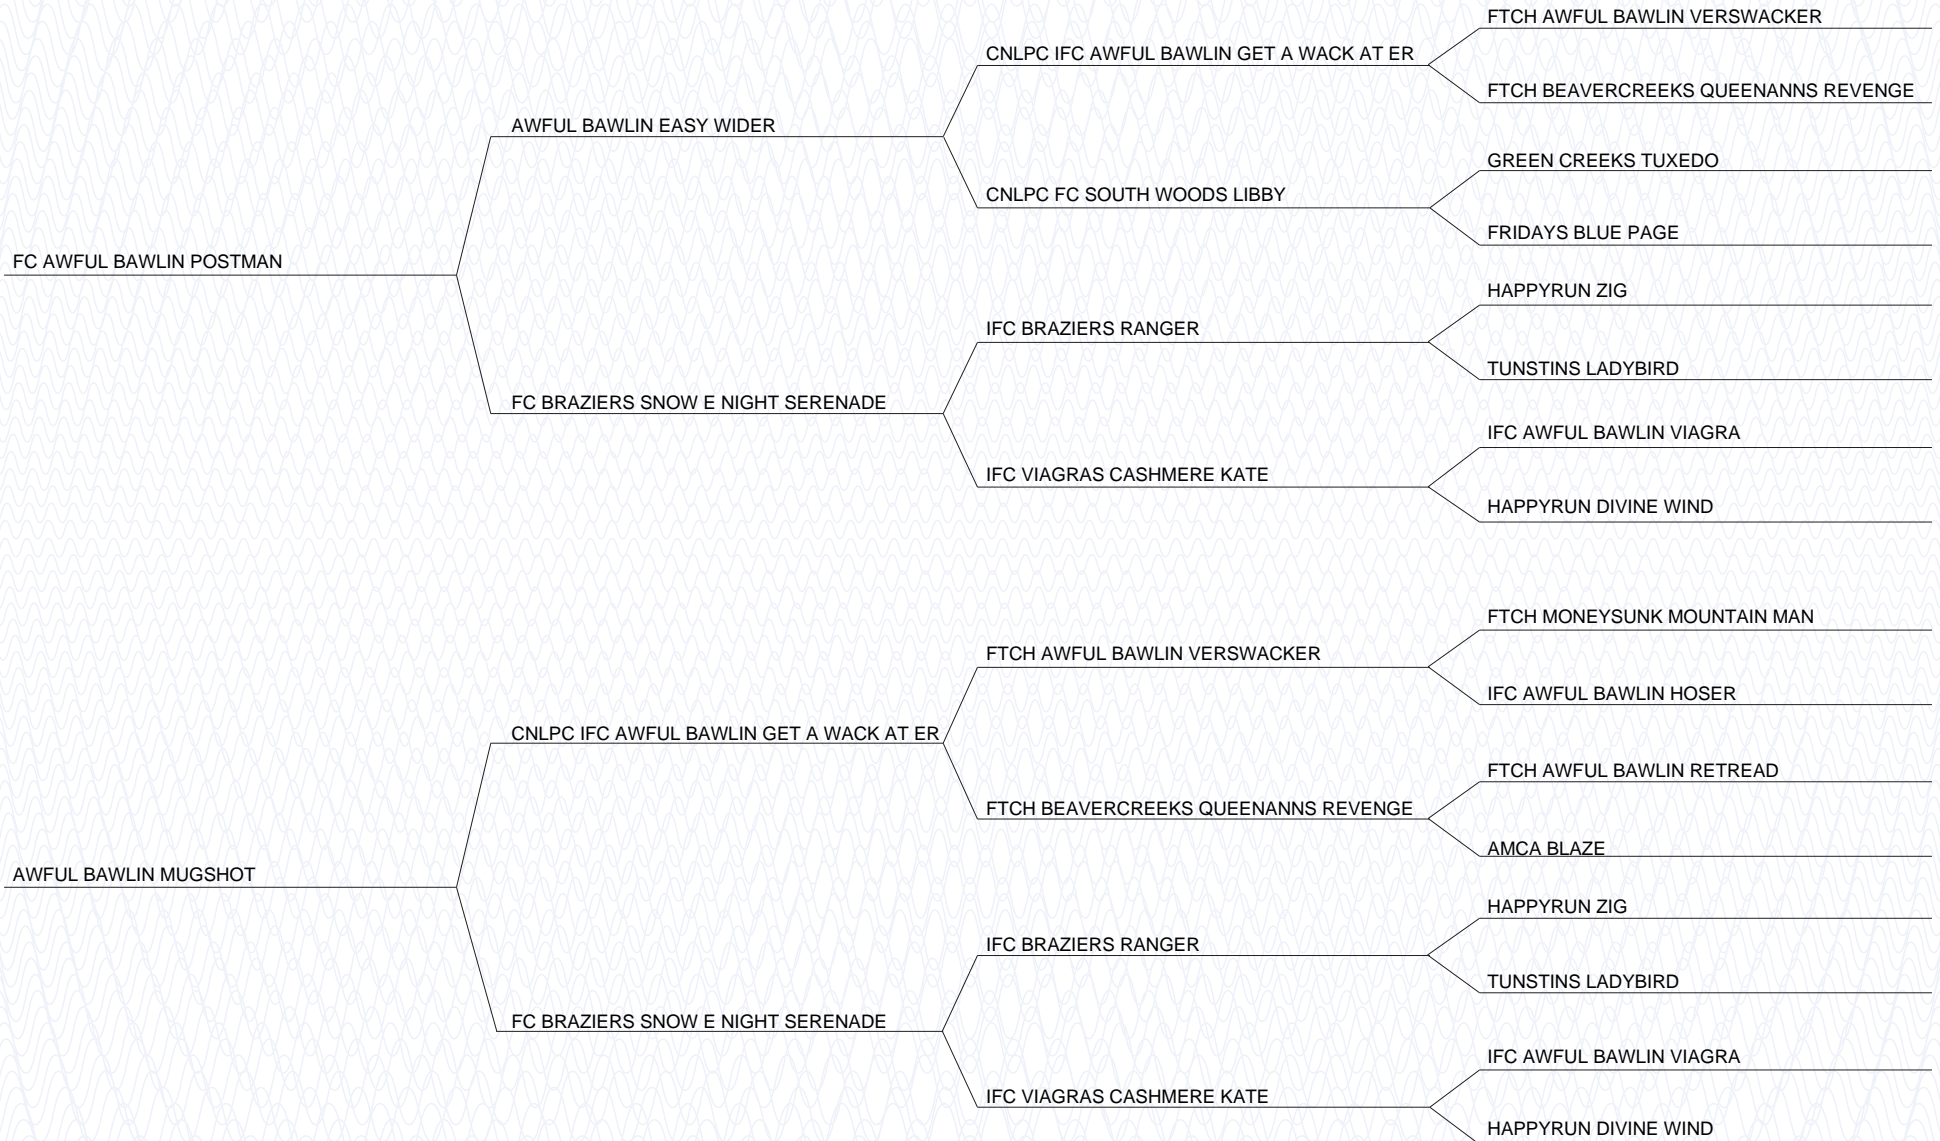 FTCH AWFUL BAWLIN VERSWACKER
CNLPC IFC AWFUL BAWLIN GET A WACK AT ER
FTCH BEAVERCREEKS QUEENANNS REVENGE
AWFUL BAWLIN EASY WIDER
GREEN CREEKS TUXEDO
CNLPC FC SOUTH WOODS LIBBY
FRIDAYS BLUE PAGE
FC AWFUL BAWLIN POSTMAN
HAPPYRUN ZIG
IFC BRAZIERS RANGER
TUNSTINS LADYBIRD
FC BRAZIERS SNOW E NIGHT SERENADE
IFC AWFUL BAWLIN VIAGRA
IFC VIAGRAS CASHMERE KATE
HAPPYRUN DIVINE WIND
FTCH MONEYSUNK MOUNTAIN MAN
FTCH AWFUL BAWLIN VERSWACKER
IFC AWFUL BAWLIN HOSER
CNLPC IFC AWFUL BAWLIN GET A WACK AT ER
FTCH AWFUL BAWLIN RETREAD
FTCH BEAVERCREEKS QUEENANNS REVENGE
AMCA BLAZE
AWFUL BAWLIN MUGSHOT
HAPPYRUN ZIG
IFC BRAZIERS RANGER
TUNSTINS LADYBIRD
FC BRAZIERS SNOW E NIGHT SERENADE
IFC AWFUL BAWLIN VIAGRA
IFC VIAGRAS CASHMERE KATE
HAPPYRUN DIVINE WIND